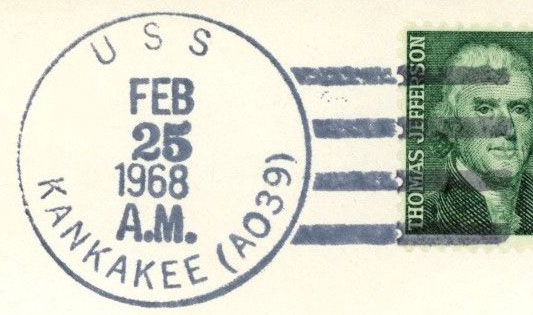 USS
FEB
25
1968
A.M.
KANKAKEE (AO39)
THOMAS JEFFERSON